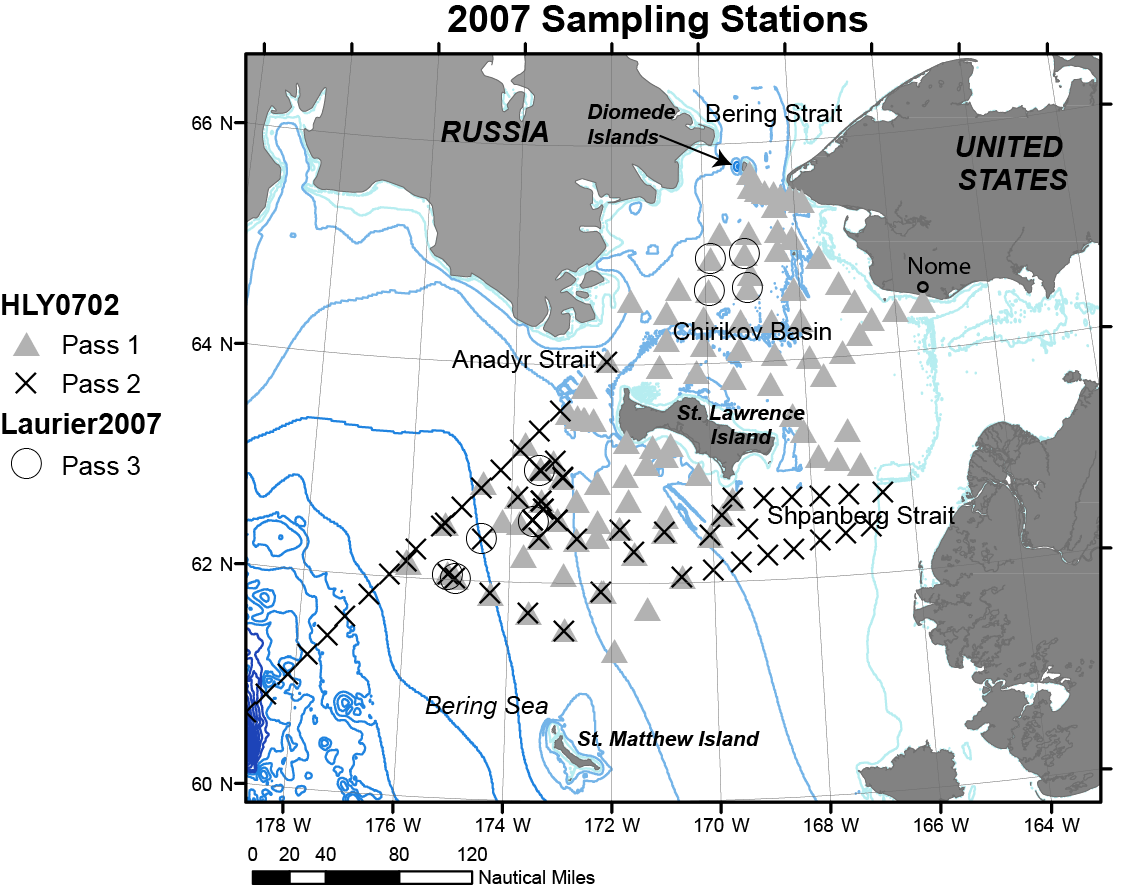 2007 Sampling Stations
Diomede
Islands
Bering Strait
RUSSIA
UNITED
STATES
66 N
Nome
HLY0702
Pass 1
Pass 2
Laurier2007
Pass 3
Chirikov Basin
64 N
Anadyr Strait
St. Lawrence
Island
Shpanberg Strait
62 N
Bering Sea
St. Matthew Island
60 N
178 W
176 W
174 W
172 W
170 W
168 W
166 W
164 W
0 20 40 80 120
Nautical Miles